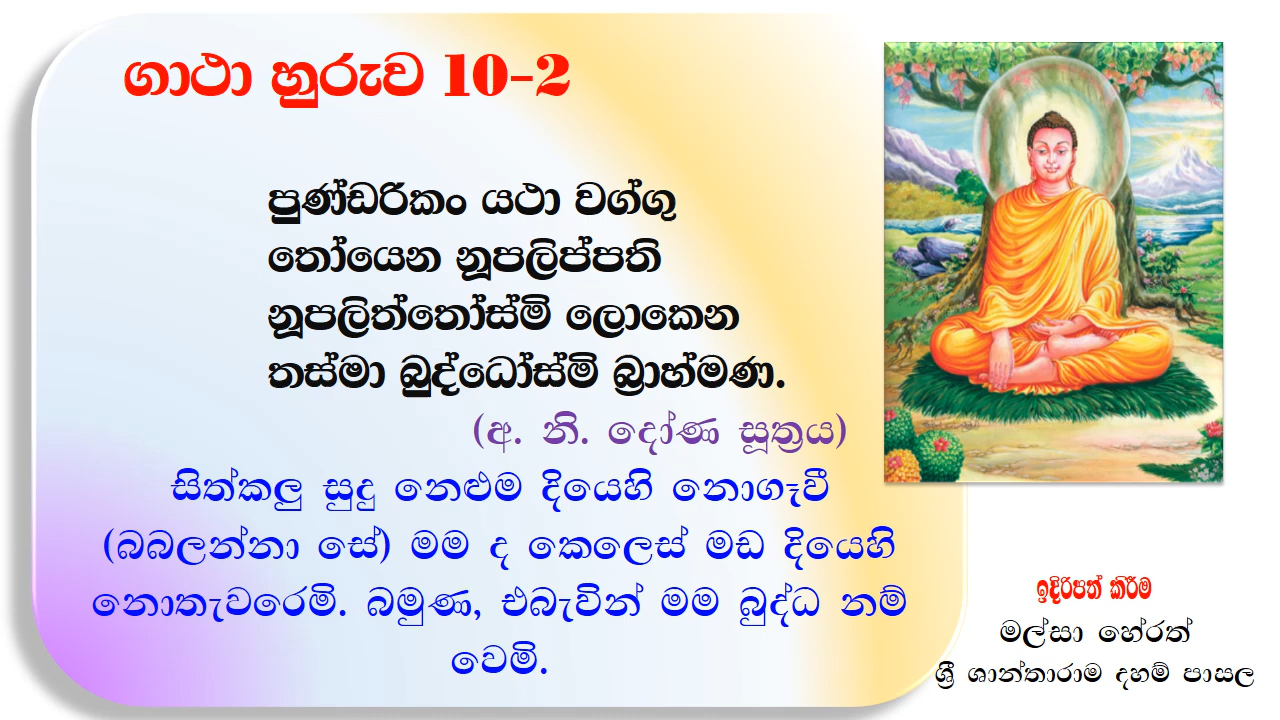 ගාථා හුරුව 10-2
පුණ්ඩරිකං යථා වග්ගු
තෝයෙන නූපලිප්පති
නූපලිත්තෝස්මි ලොකෙන
තස්මා බුද්ධෝස්මි බ්‍රාහ්මණ.
(අ. නි. දෝණ සූත්‍රය)
සිත්කලු සුදු නෙළුම දියෙහි නොගෑවී
(බබලන්නා සේ) මම ද කෙලෙස් මඩ දියෙහි
නොතැවරෙමි. බමුණ, එබැවින් මම බුද්ධ නම්
වෙමි.
ඉදිරිපත් කිරීම
මල්සා හේරත්
ශ්‍රී ශාන්තාරාම දහම් පාසල